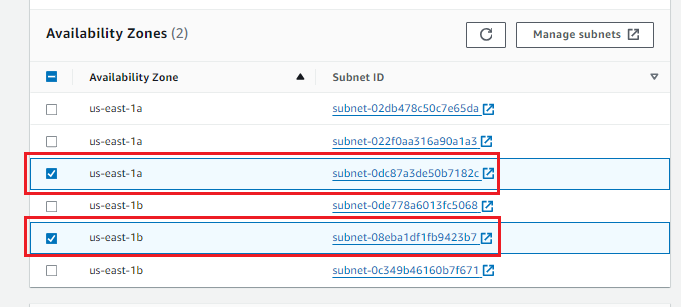 Availability Zones (2)
Manage subnets
Availability Zone Subnet ID
us-east-1a subnet-02db478c50c7e65da
us-east-1a subnet-022f0aa316a90a1a3
us-east-1a subnet-0dc87a3de50b7182c
us-east-1b subnet-0de778a6013fc5068
us-east-1b subnet-08eba1df1fb9423b7
us-east-1b subnet-0c349b46160b7f671